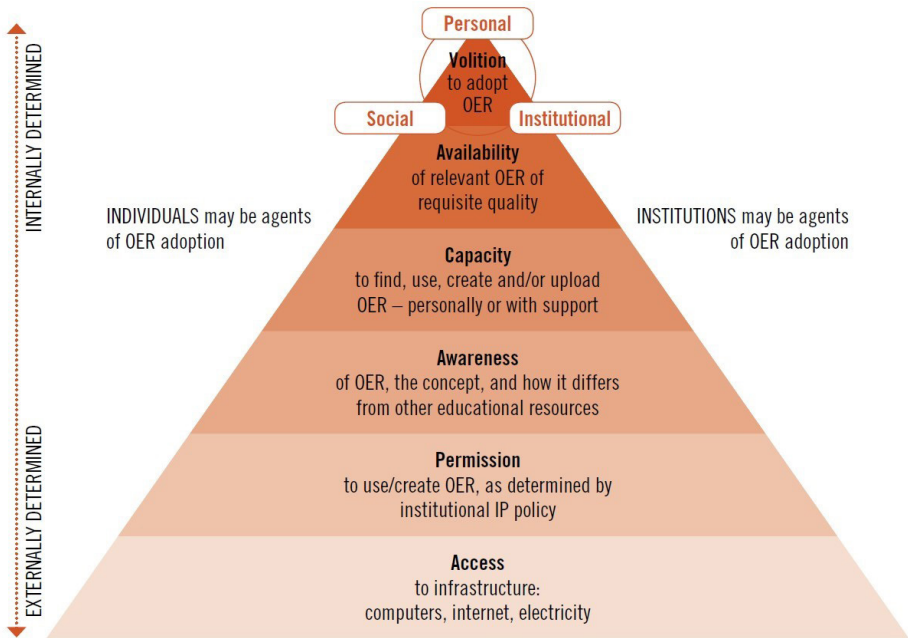 Personal
Volition
to adopt
OER
Social
Institutional
Availability
of relevant OER of
requisite quality
INTERNALLY DETERMINED
INDIVIDUALS may be agents
of OER adoption
INSTITUTIONS may be agents
of OER adoption
Capacity
to find, use, create and/or upload
OER – personally or with support
Awareness
of OER, the concept, and how it differs
from other educational resources
EXTERNALLY DETERMINED
Permission
to use/create OER, as determined by
institutional IP policy
Access
to infrastructure:
computers, internet, electricity